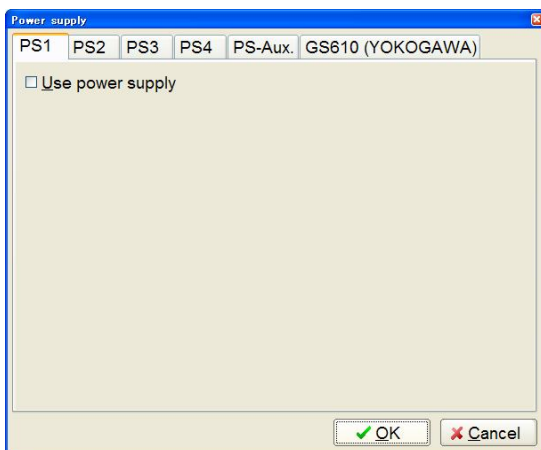 Power supply
PS1 PS2 PS3 PS4 PS-Aux. GS610 (YOKOGAWA)
Use power supply
OK Cancel